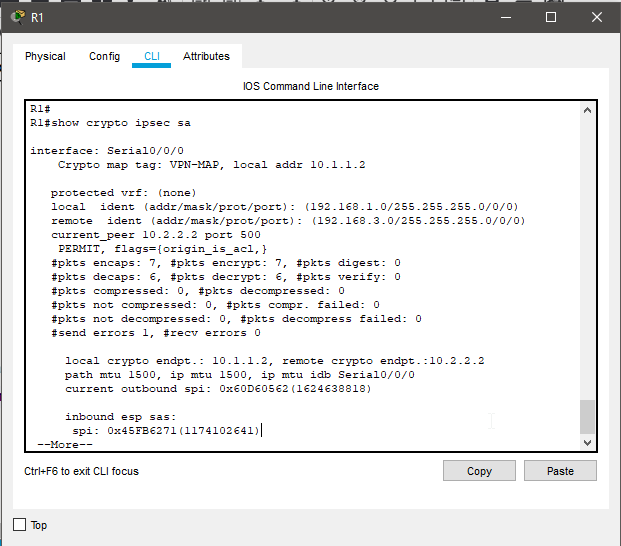 R1
Physical Config CLI Attributes
IOS Command Line Interface
R1#
R1#show crypto ipsec sa
interface: Serial0/0/0
Crypto map tag: VPN-MAP, local addr 10.1.1.2
protected vrf: (none)
local ident (addr/mask/prot/port): (192.168.1.0/255.255.255.0/0/0)
remote ident (addr/mask/prot/port): (192.168.3.0/255.255.255.0/0/0)
current_peer 10.2.2.2 port 500
PERMIT, flags={origin_is_acl,}
#pkts encaps: 7, #pkts encrypt: 7, #pkts digest: 0
#pkts decaps: 6, #pkts decrypt: 6, #pkts verify: 0
#pkts compressed: 0, #pkts decompressed: 0
#pkts not compressed: 0, #pkts compr. failed: 0
#pkts not decompressed: 0, #pkts decompress failed: 0
#send errors 1, #recv errors 0
local crypto endpt.: 10.1.1.2, remote crypto endpt.:10.2.2.2
path mtu 1500, ip mtu 1500, ip mtu idb Serial0/0/0
current outbound spi: 0x60D60562(1624638818)
inbound esp sas:
spi: 0x45FB6271(1174102641)
--More--
Ctrl+F6 to exit CLI focus
Copy
Paste
Top